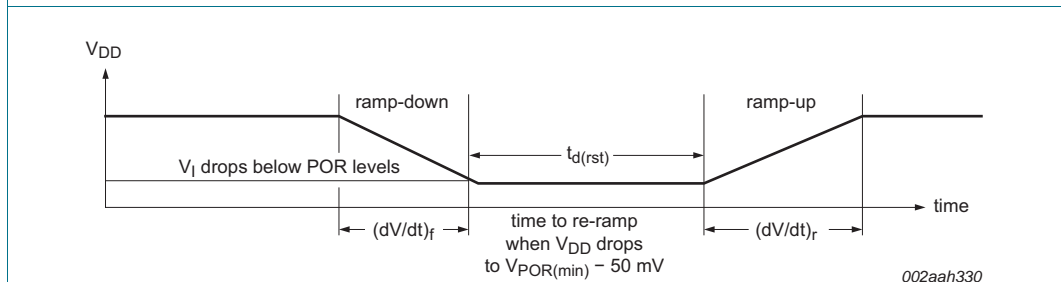 VDD
ramp-down
ramp-up
td(rst)
VI drops below POR levels
time
(dV/dt)f
time to re-ramp
when VDD drops
to VPOR(min) − 50 mV
(dV/dt)r
002aah330